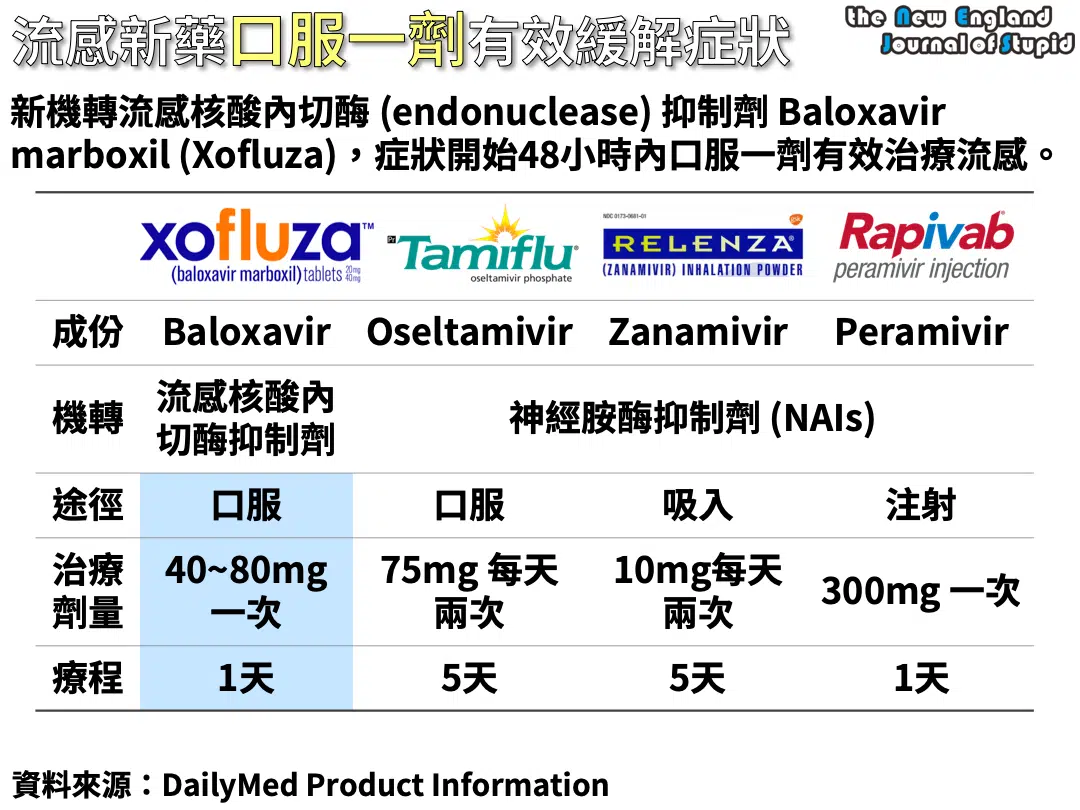 流感新藥口服一劑有效緩解症狀
the New England
Journal of Stupid
新機轉流感核酸內切酶 (endonuclease) 抑制劑 Baloxavir
marboxil (Xofluza)，症狀開始48小時內口服一劑有效治療流感。
xofluza™
(baloxavir marboxil) tablets 20mg 40mg
Pr Tamiflu®
oseltamivir phosphate
NDC 0173-0681-01
gsk
RELENZA®
(ZANAMIVIR) INHALATION POWDER
Rapivab®
peramivir injection
成份 Baloxavir Oseltamivir Zanamivir Peramivir
機轉 流感核酸內 神經胺酶抑制劑 (NAIs)
切酶抑制劑
途徑 口服 口服 吸入 注射
治療 40~80mg 75mg 每天 10mg每天 300mg 一次
劑量 一次 兩次 兩次
療程 1天 5天 5天 1天
資料來源：DailyMed Product Information